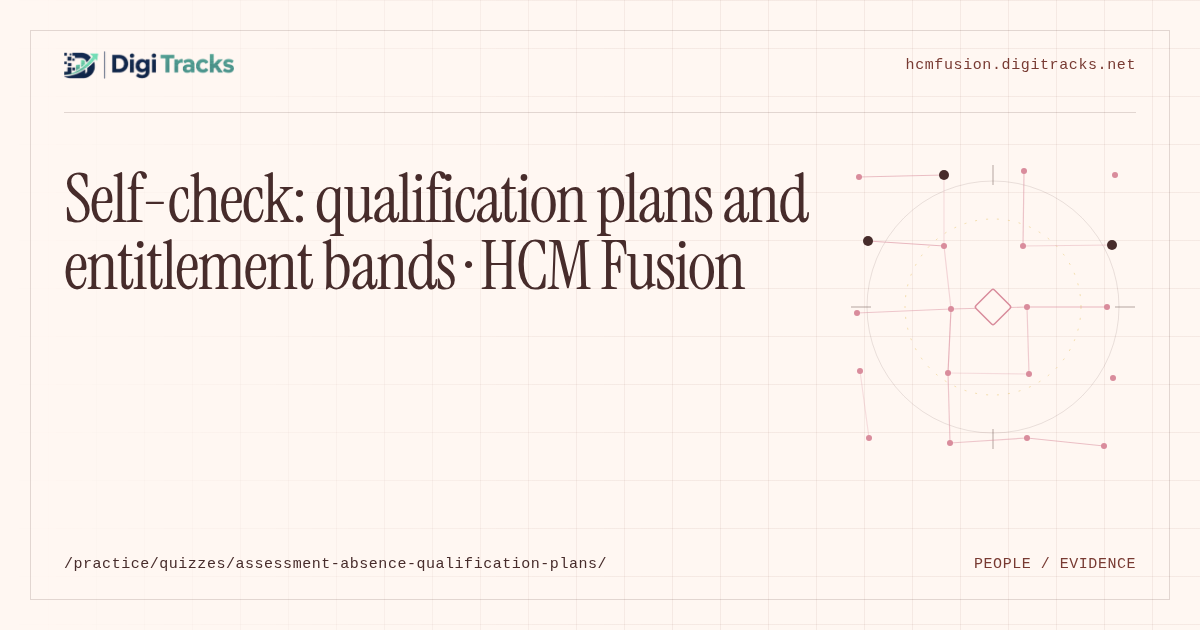 Digi Tracks
hcmfusion.digitracks.net
Self-check: qualification plans and
entitlement bands · HCM Fusion
/practice/quizzes/assessment-absence-qualification-plans/
PEOPLE / EVIDENCE